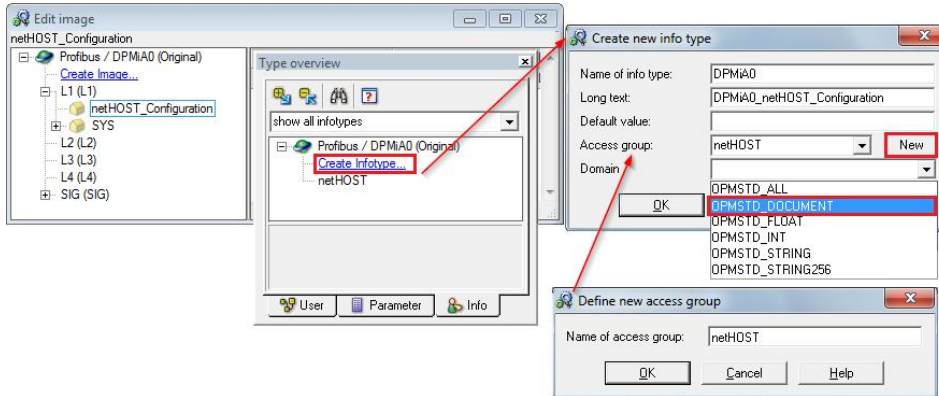 Edit image
netHOST_Configuration
Profibus / DPMiA0 (Original)
Create Image...
L1 (L1)
netHOST_Configuration
SYS
L2 (L2)
L3 (L3)
L4 (L4)
SIG (SIG)
Type overview
show all infotypes
Profibus / DPMiA0 (Original)
Create Infotype...
netHOST
User
Parameter
Info
Create new info type
Name of info type: DPMiA0
Long text: DPMiA0_netHOST_Configuration
Default value:
Access group: netHOST New
Domain
OK
OPMSTD_ALL
OPMSTD_DOCUMENT
OPMSTD_FLOAT
OPMSTD_INT
OPMSTD_STRING
OPMSTD_STRING256
Define new access group
Name of access group: netHOST
OK Cancel Help